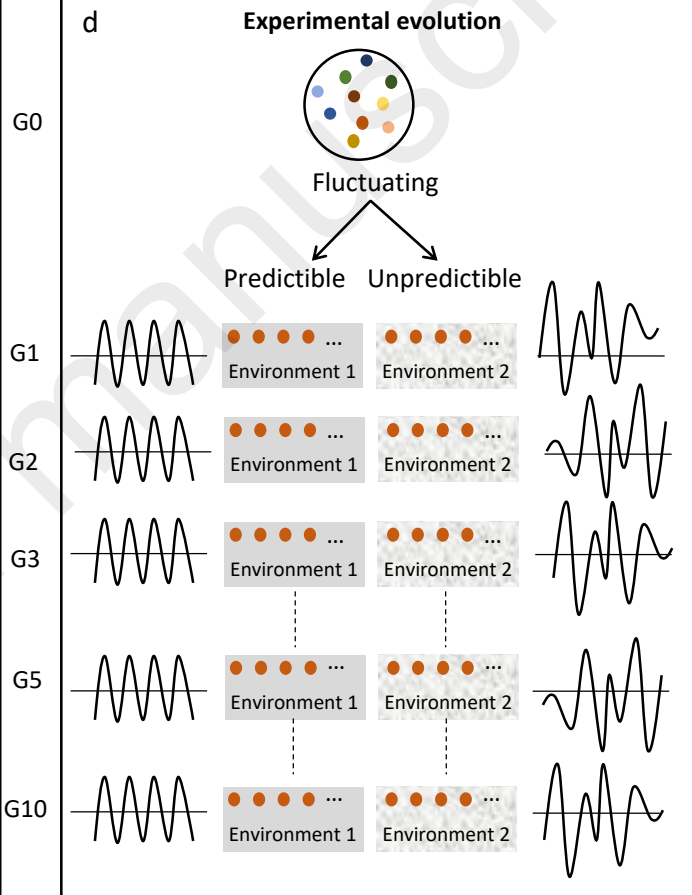 d
Experimental evolution
G0
Fluctuating
Predictible Unpredictible
G1
...
...
Environment 1
Environment 2
G2
...
...
Environment 1
Environment 2
G3
...
...
Environment 1
Environment 2
G5
...
...
Environment 1
Environment 2
G10
...
...
Environment 1
Environment 2
manuscr